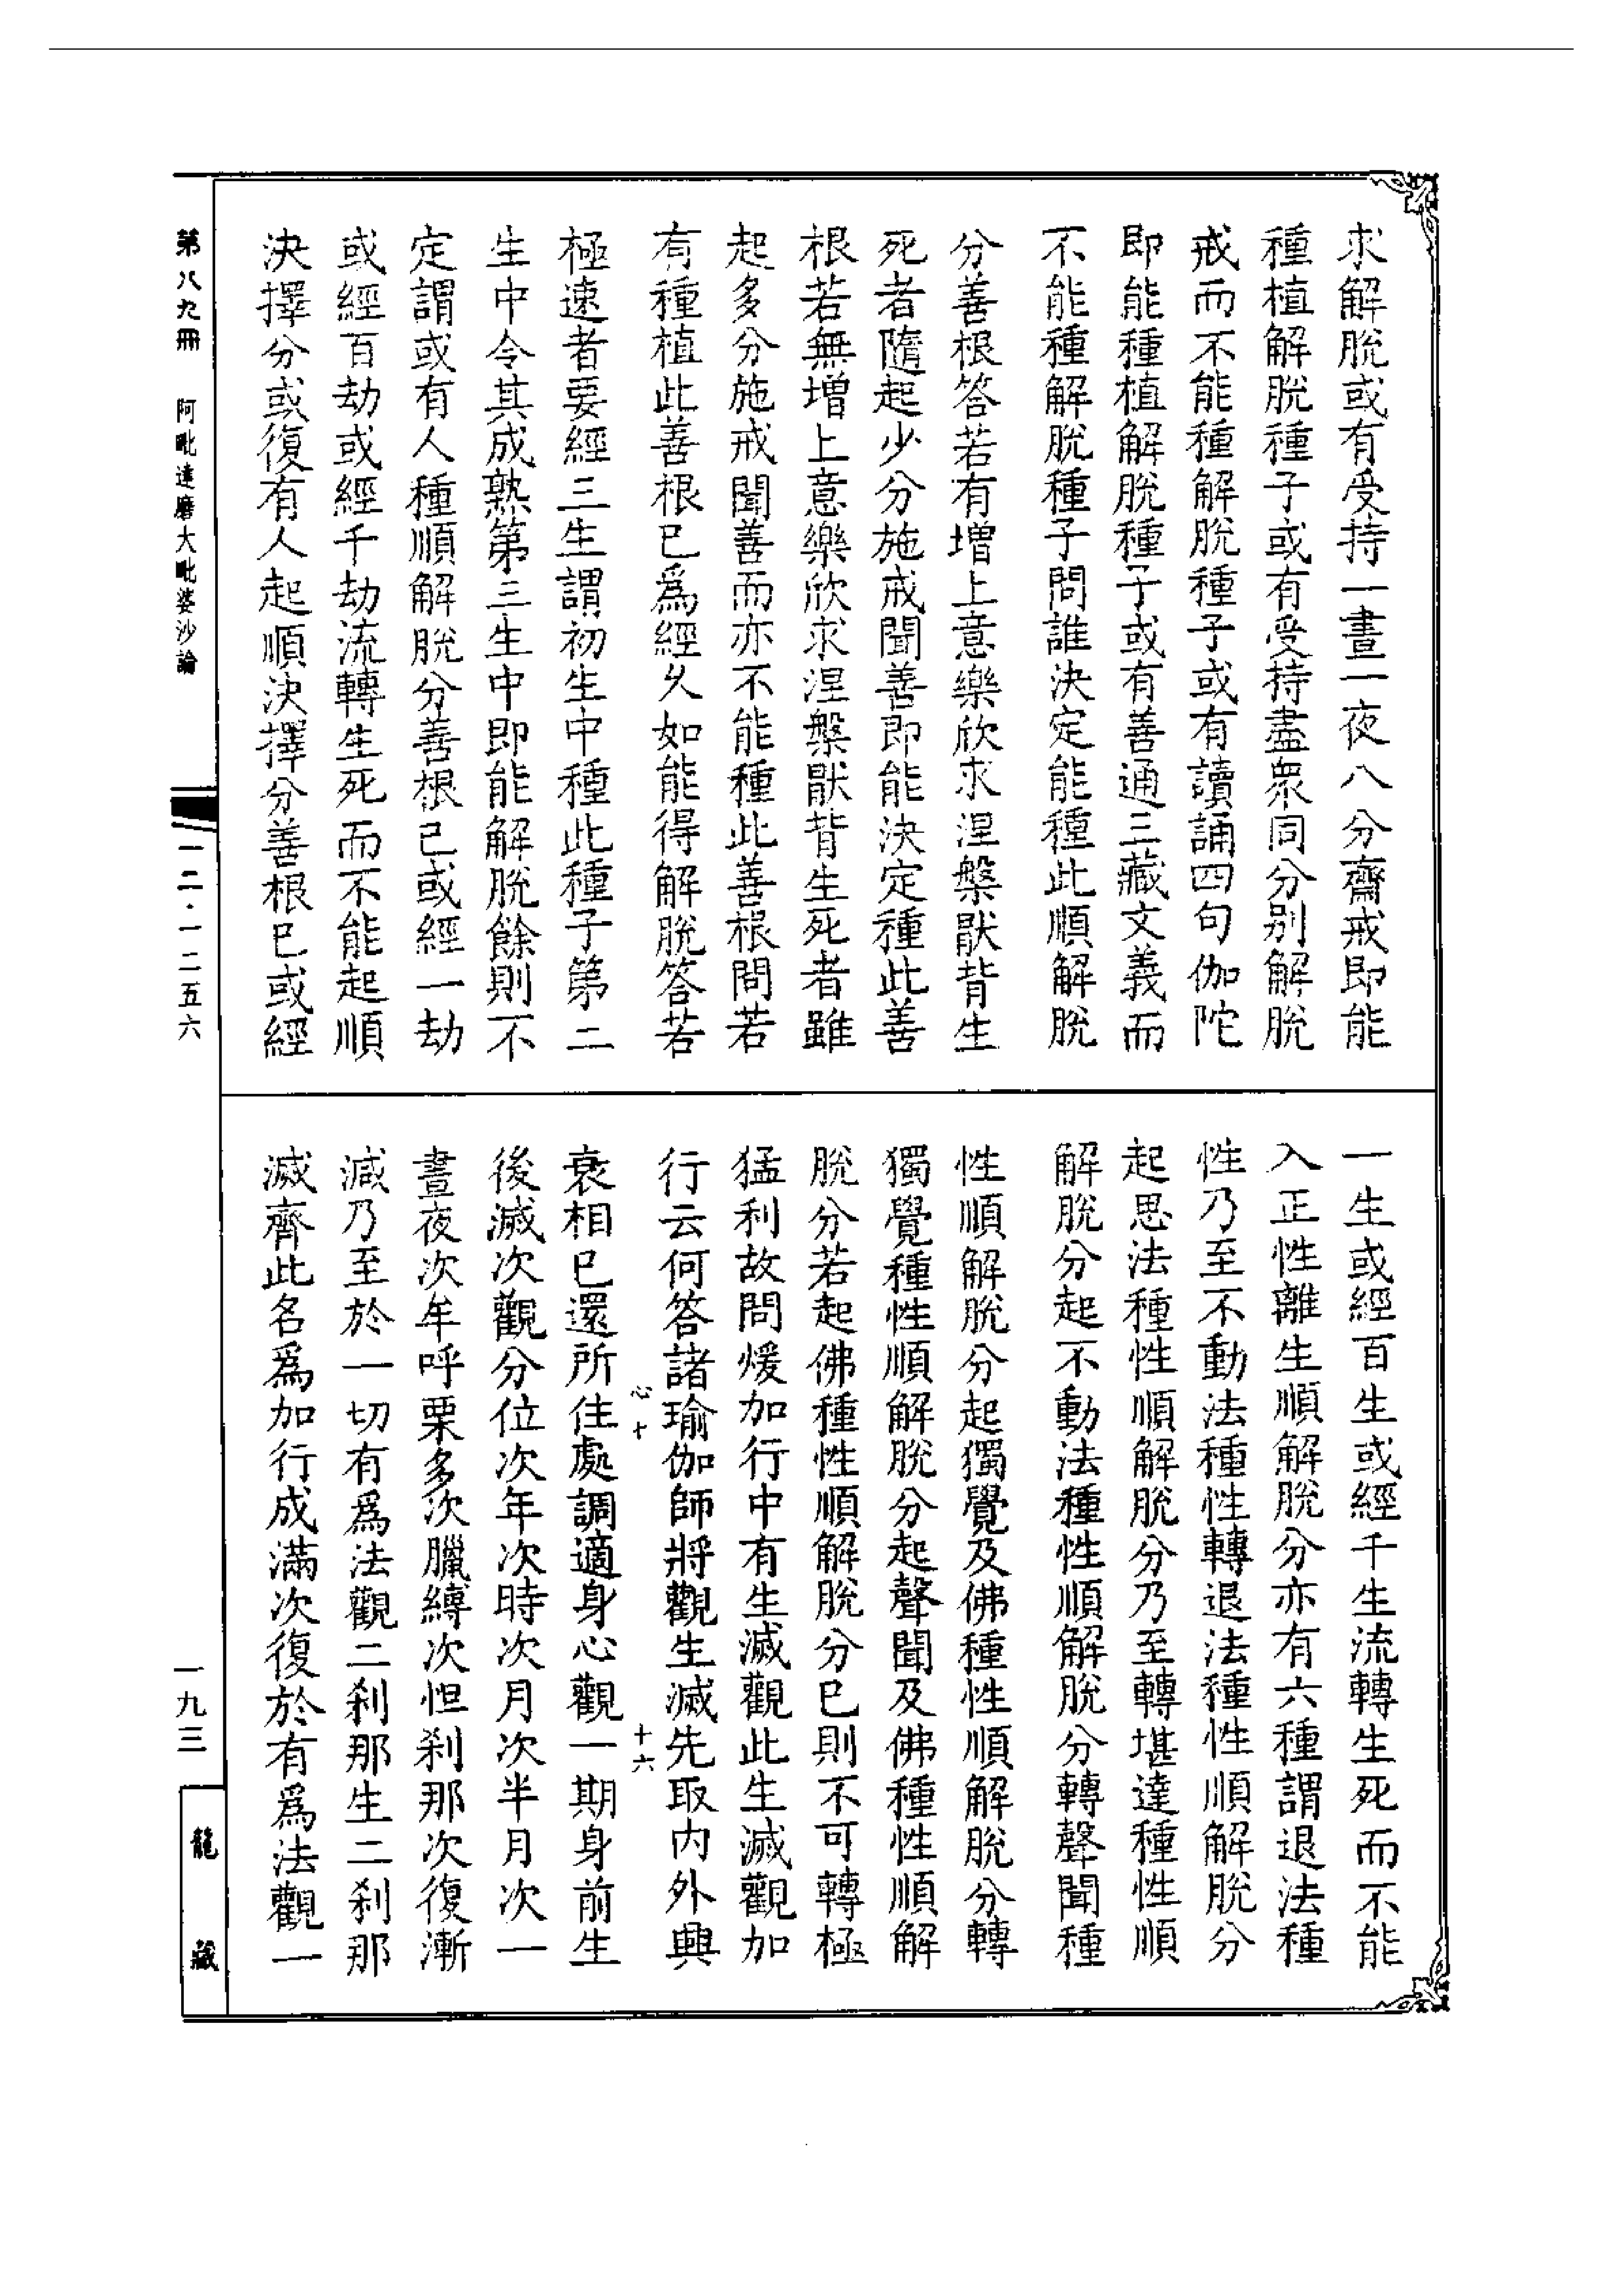 求解脫或有受持一晝一夜八分齋戒即能
種植解脫種子或有受持盡衆同分別解脫
戒而不能種解脫種子或有讀誦四句伽陀
即能種植解脫種子或有善通三藏文義而
不能種解脫種子問誰決定能種此順解脫
分善根答若有增上意樂欣求涅槃厭背生
死者隨起少分施戒聞善即能決定種此善
根若無增上意樂欣求涅槃厭背生死者雖
起多分施戒聞善而亦不能種此善根問若
有種植此善根已爲經久如能得解脫答若
極速者要經三生謂初生中種此種子第二
生中令其成熟第三生中即能解脫餘則不
定謂或有人種順解脫分善根已或經一劫
或經百劫或經千劫流轉生死而不能起順
決擇分或復有人起順決擇分善根已或經
一生或經百生或經千生流轉生死而不能
入正性離生順解脫分亦有六種謂退法種
性乃至不動法種性轉退法種性順解脫分
起思法種性順解脫分乃至轉堪達種性順
解脫分起不動法種性順解脫分轉聲聞種
性順解脫分起獨覺及佛種性順解脫分轉
獨覺種性順解脫分起聲聞及佛種性順解
脫分若起佛種性順解脫分已則不可轉極
猛利故問煖加行中有生滅觀此生滅觀加
行云何答諸瑜伽師將觀生滅先取內外興
心十
十六
衰相已還所住處調適身心觀一期身前生
後滅次觀分位次年次時次月次半月次一
晝夜次牟呼栗多次臘縛次怛剎那次復漸
減乃至於一切有爲法觀二剎那生二剎那
滅齊此名爲加行成滿次復於有爲法觀一
第八九冊
阿毗達磨大毗婆沙論
一二·一二五六
一九三
龍藏